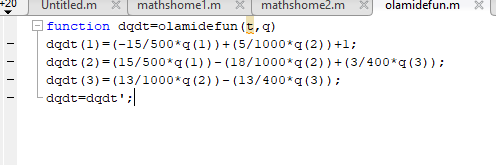 +20 Untitled.m mathshome1.m mathshome2.m olamidefun.m
function dqdt=olamidefun(t,q)
dqdt(1)=(-15/500*q(1))+(5/1000*q(2))+1;
dqdt(2)=(15/500*q(1))-(18/1000*q(2))+(3/400*q(3));
dqdt(3)=(13/1000*q(2))-(13/400*q(3));
dqdt=dqdt';